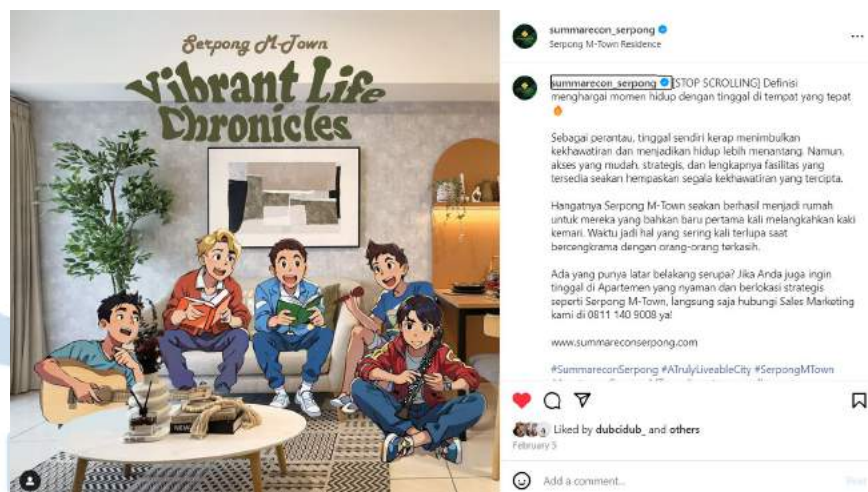 Serpong M-Town
Vibrant Life
Chronicles
summarecon_serpong
Serpong M-Town Residence
summarecon_serpong [STOP SCROLLING] Definisi
menghargai momen hidup dengan tinggal di tempat yang tepat
Sebagai perantau, tinggal sendiri kerap menimbulkan
kekhawatiran dan menjadikan hidup lebih menantang. Namun,
akses yang mudah, strategis, dan lengkapnya fasilitas yang
tersedia seakan hempaskan segala kekhawatiran yang tercipta.
Hangatnya Serpong M-Town seakan berhasil menjadi rumah
untuk mereka yang bahkan baru pertama kali melangkahkan kaki
kemari. Waktu jadi hal yang sering kali terlupa saat
bercengkrama dengan orang-orang terkasih.
Ada yang punya latar belakang serupa? Jika Anda juga ingin
tinggal di Apartemen yang nyaman dan berlokasi strategis
seperti Serpong M-Town, langsung saja hubungi Sales Marketing
kami di 0811 140 9008 ya!
www.summareconserpong.com
#SummareconSerpong #ATrulyLiveableCity #SerpongMTown
Liked by dubcidub_ and others
February 5
Add a comment...
Post